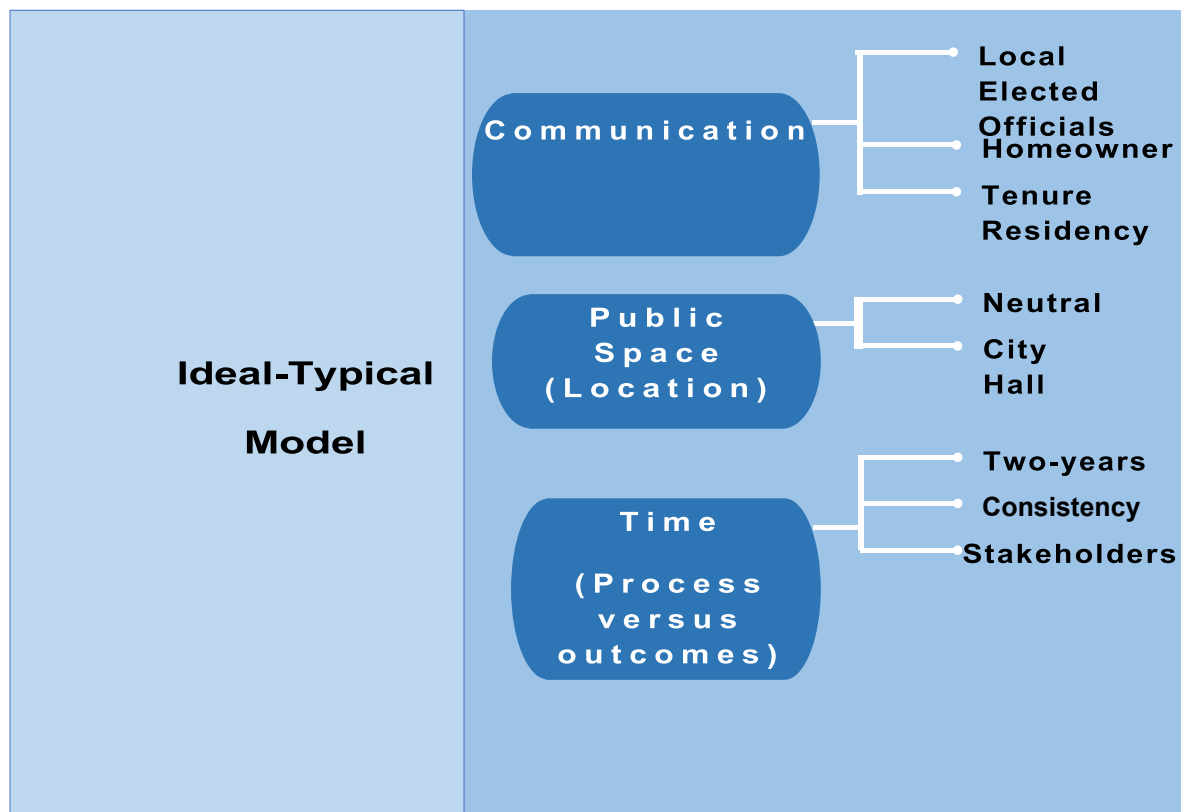 Ideal-Typical
Model
Communication
Local
Elected
Officials
Homeowner
Tenure
Residency
Public
Space
(Location)
Neutral
City
Hall
Time
(Process
versus
outcomes)
Two-years
Consistency
Stakeholders